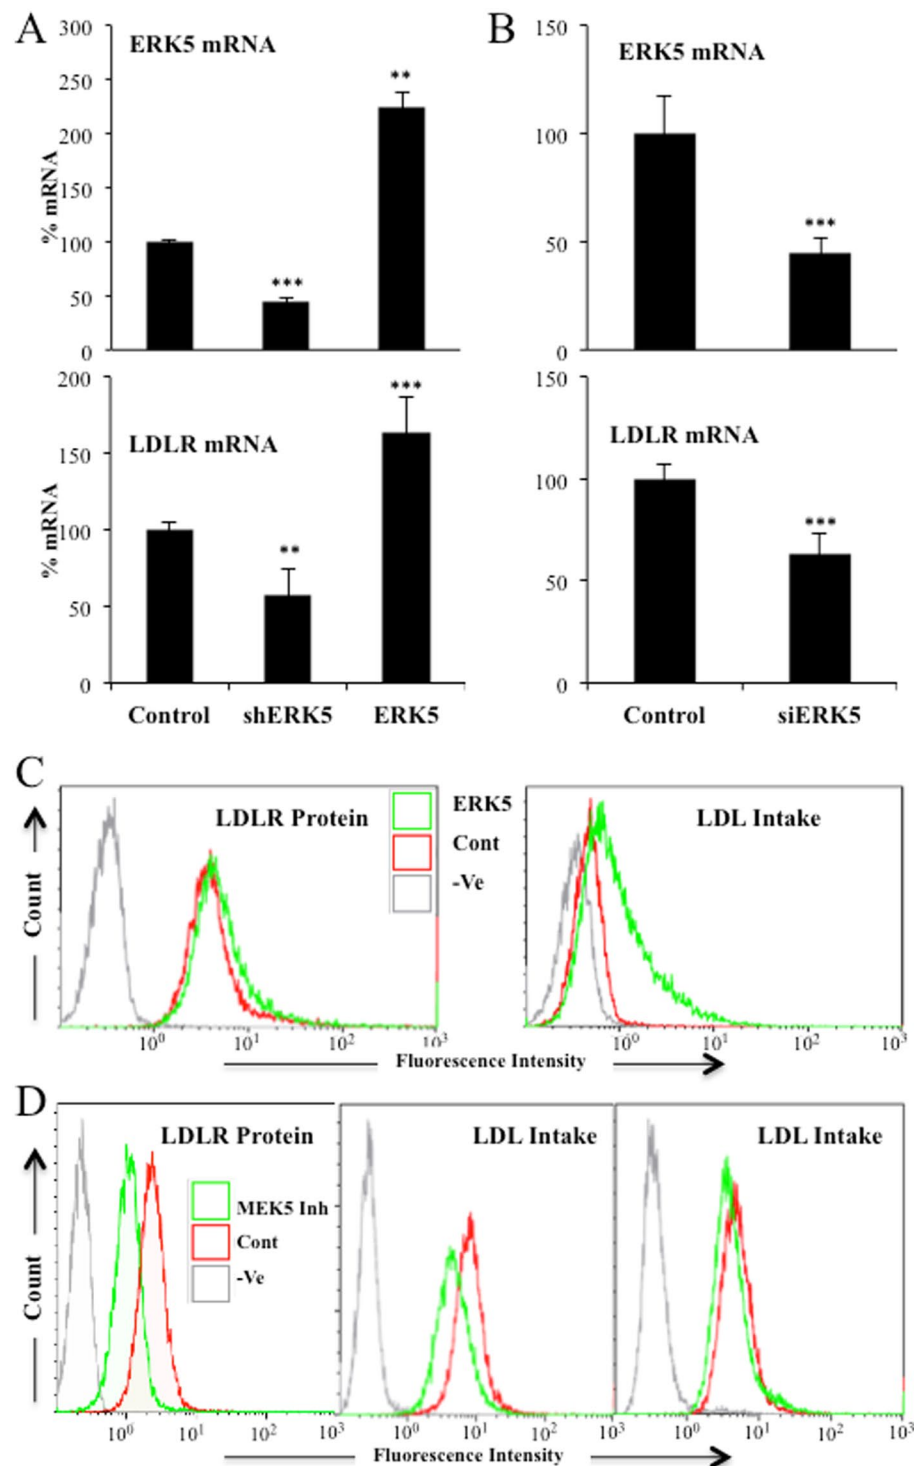 A
ERK5 mRNA
% mRNA
300
250
200
150
100
50
0
***
**
LDLR mRNA
% mRNA
200
150
100
50
0
**
***
Control shERK5 ERK5
B
ERK5 mRNA
150
100
50
0
***
LDLR mRNA
150
100
50
0
***
Control siERK5
C
Count
LDLR Protein
ERK5
Cont
-Ve
10⁰ 10¹ 10² 10³
LDL Intake
10⁰ 10¹ 10² 10³
Fluorescence Intensity
D
Count
LDLR Protein
MEK5 Inh
Cont
-Ve
10⁰ 10¹ 10² 10³
LDL Intake
10⁰ 10¹ 10² 10³
LDL Intake
10⁰ 10¹ 10² 10³
Fluorescence Intensity